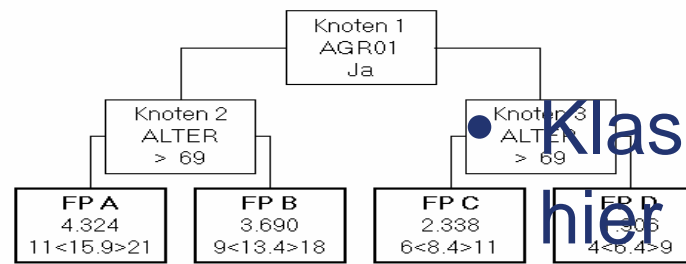 Knoten 1
AGR01
Ja
Knoten 2
ALTER
> 69
Knoten 3
ALTER
> 69
• Klas
hier
FP A
4.324
11<15.9>21
FP B
3.690
9<13.4>18
FP C
2.338
6<8.4>11
FP D
4<6.4>9